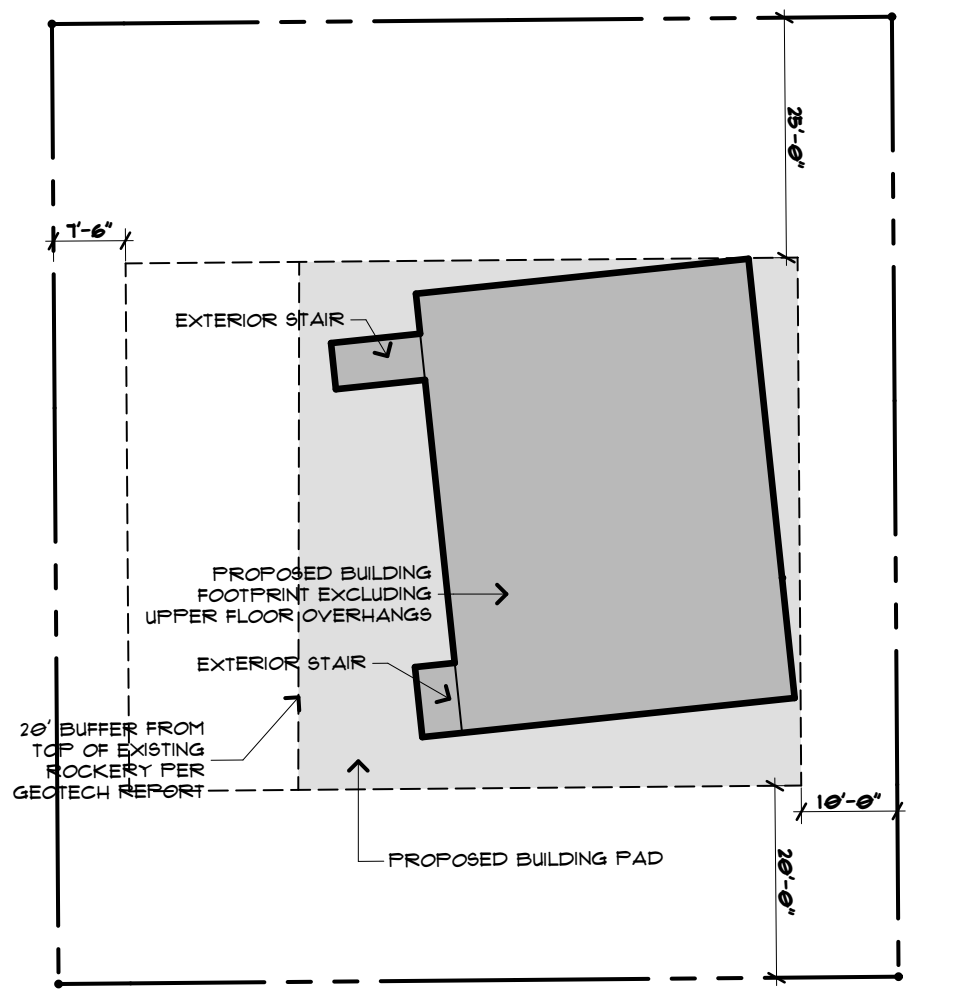 25'-0"
7'-6"
EXTERIOR STAIR
PROPOSED BUILDING
FOOTPRINT EXCLUDING
UPPER FLOOR OVERHANGS
EXTERIOR STAIR
20' BUFFER FROM
TOP OF EXISTING
ROCKERY PER
GEOTECH REPORT
10'-0"
PROPOSED BUILDING PAD
20'-0"